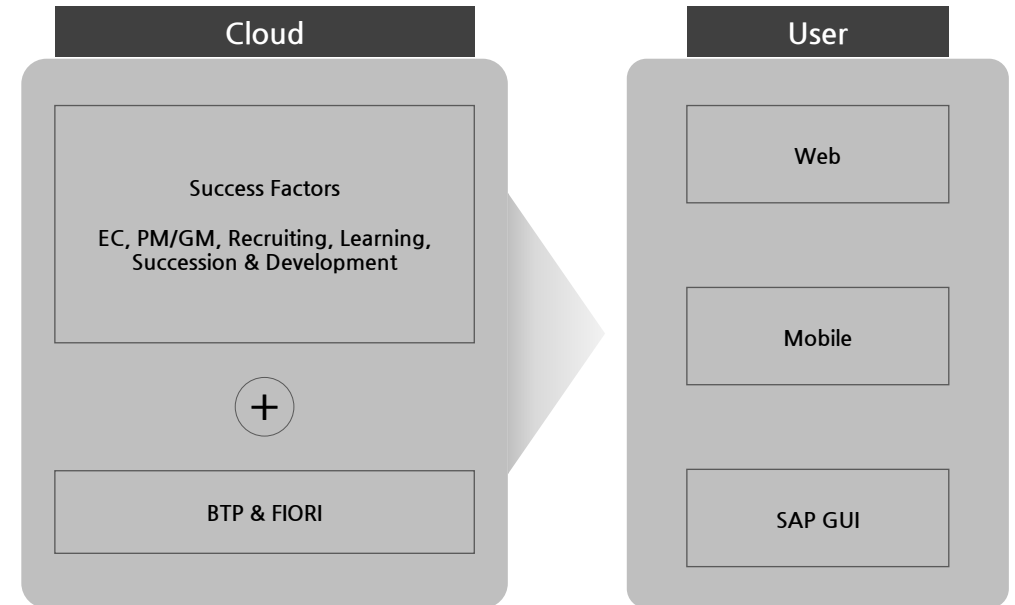 Cloud
Success Factors
EC, PM/GM, Recruiting, Learning,
Succession & Development
+
BTP & FIORI
User
Web
Mobile
SAP GUI